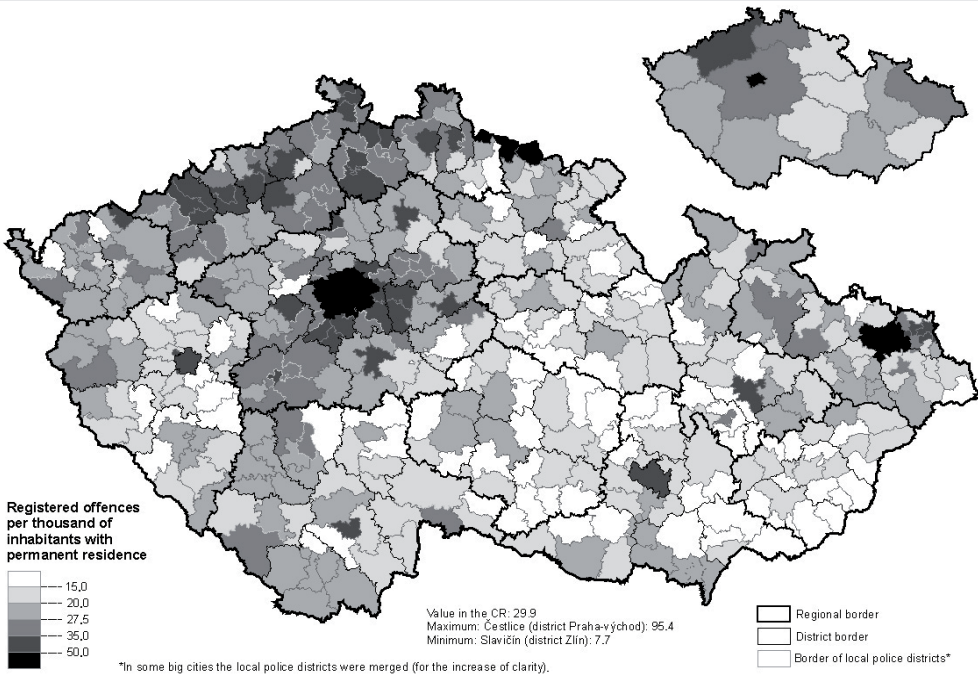 Registered offences
per thousand of
inhabitants with
permanent residence
15,0
20,0
27,5
35,0
50,0
Value in the CR: 29.9
Maximum: Čestlice (district Praha-východ): 95.4
Minimum: Slavičín (district Zlín): 7.7
Regional border
District border
Border of local police districts*
*In some big cities the local police districts were merged (for the increase of clarity).